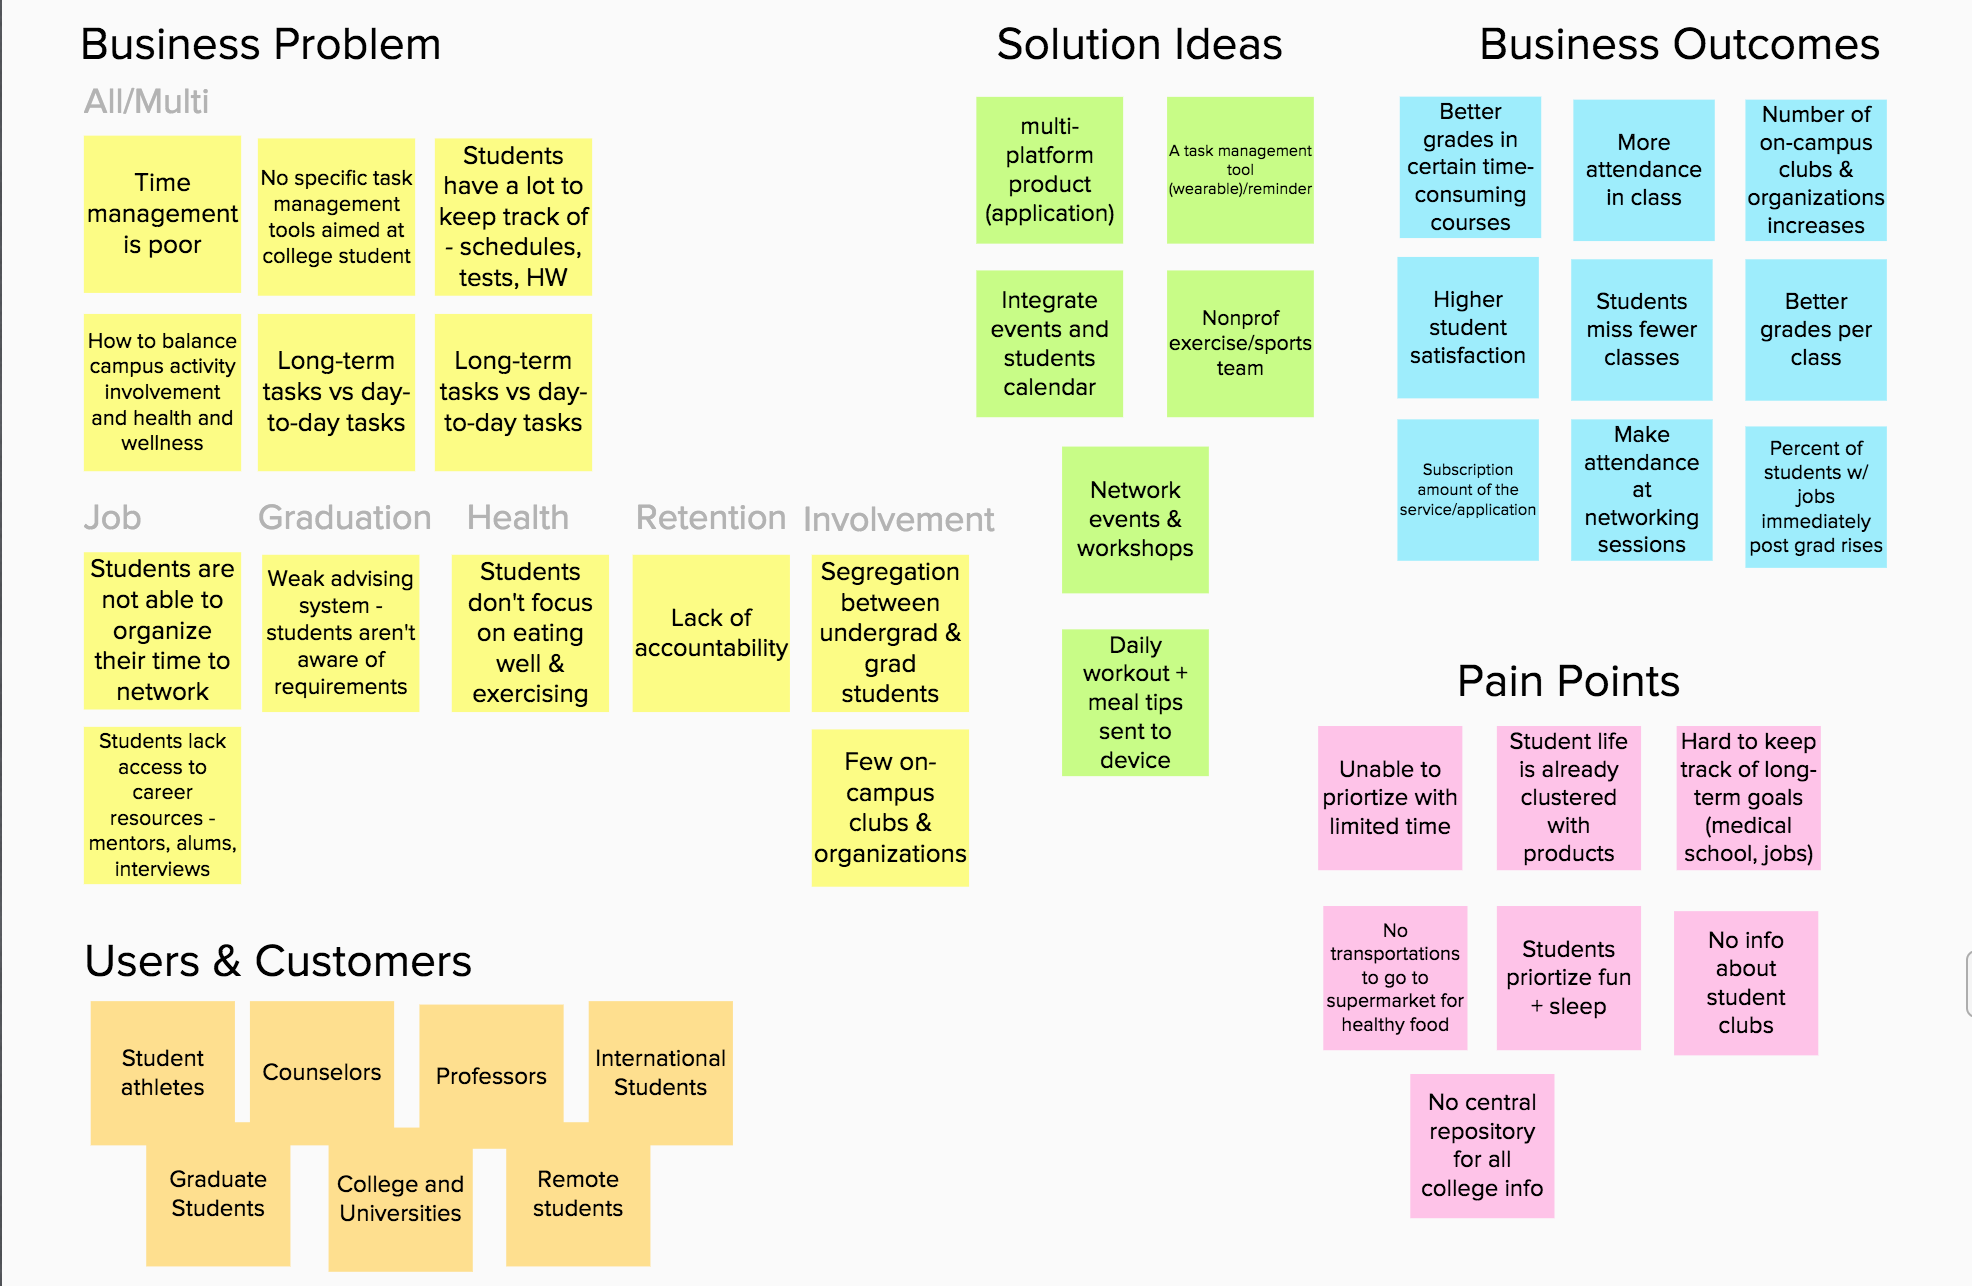 Business Problem
All/Multi
Time
management
is poor
No specific task
management
tools aimed at
college student
Students
have a lot to
keep track of
- schedules,
tests, HW
How to balance
campus activity
involvement
and health and
wellness
Long-term
tasks vs day-
to-day tasks
Long-term
tasks vs day-
to-day tasks
Job
Students are
not able to
organize
their time to
network
Students lack
access to
career
resources -
mentors, alums,
interviews
Graduation
Weak advising
system -
students aren't
aware of
requirements
Health
Students
don't focus
on eating
well &
exercising
Retention
Lack of
accountability
Involvement
Segregation
between
undergrad &
grad
students
Few on-
campus
clubs &
organizations
Users & Customers
Student
athletes
Counselors
Professors
International
Students
Graduate
Students
College and
Universities
Remote
students
Solution Ideas
multi-
platform
product
(application)
A task management
tool
(wearable)/reminder
Integrate
events and
students
calendar
Nonprof
exercise/sports
team
Network
events &
workshops
Daily
workout +
meal tips
sent to
device
Business Outcomes
Better
grades in
certain time-
consuming
courses
More
attendance
in class
Number of
on-campus
clubs &
organizations
increases
Higher
student
satisfaction
Students
miss fewer
classes
Better
grades per
class
Subscription
amount of the
service/application
Make
attendance
at
networking
sessions
Percent of
students w/
jobs
immediately
post grad rises
Pain Points
Unable to
priortize with
limited time
Student life
is already
clustered
with
products
Hard to keep
track of long-
term goals
(medical
school, jobs)
No
transportations
to go to
supermarket for
healthy food
Students
priortize fun
+ sleep
No info
about
student
clubs
No central
repository
for all
college info